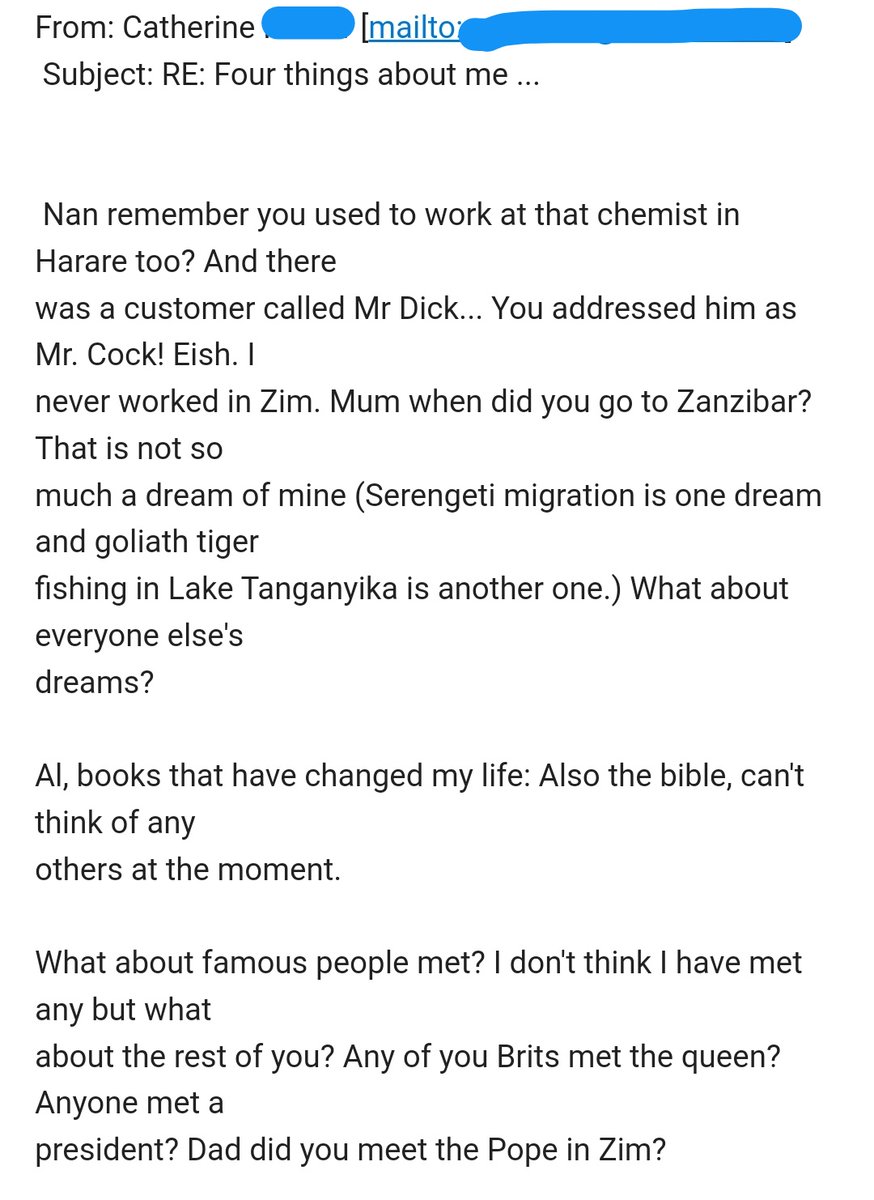 From: Catherine [mailto:
Subject: RE: Four things about me ...
Nan remember you used to work at that chemist in
Harare too? And there
was a customer called Mr Dick... You addressed him as
Mr. Cock! Eish. I
never worked in Zim. Mum when did you go to Zanzibar?
That is not so
much a dream of mine (Serengeti migration is one dream
and goliath tiger
fishing in Lake Tanganyika is another one.) What about
everyone else's
dreams?
Al, books that have changed my life: Also the bible, can't
think of any
others at the moment.
What about famous people met? I don't think I have met
any but what
about the rest of you? Any of you Brits met the queen?
Anyone met a
president? Dad did you meet the Pope in Zim?